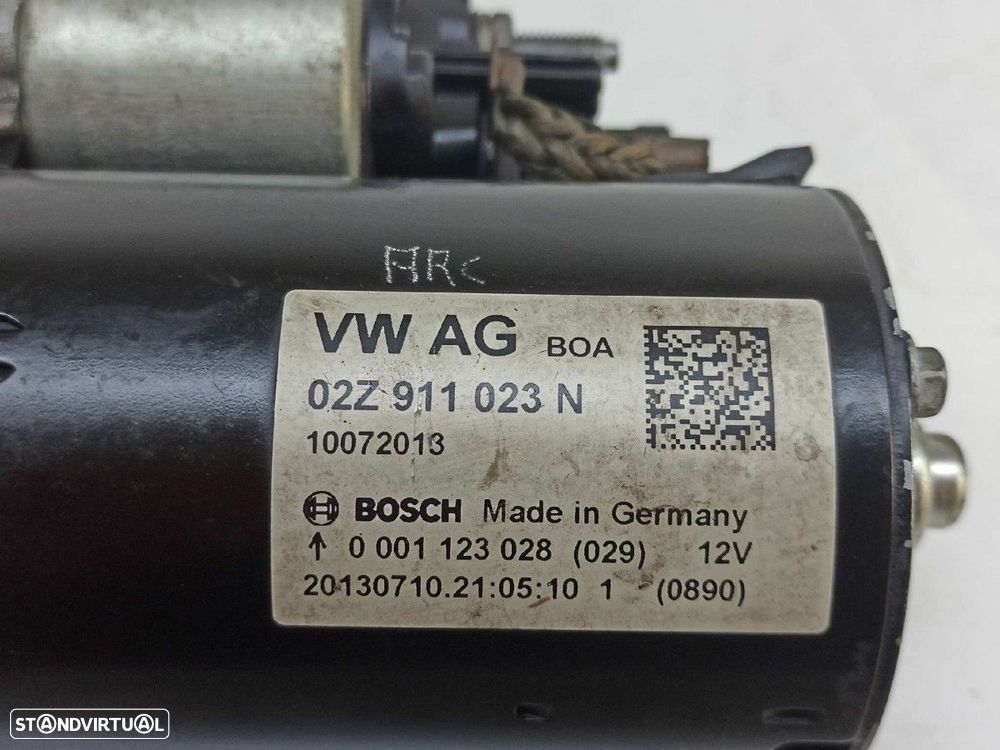 ARC
VW AG BOA
02Z 911 023 N
10072013
BOSCH Made in Germany
↑ 0 001 123 028 (029) 12V
20130710.21:05:10 1 (0890)
STANDVIRTUAL